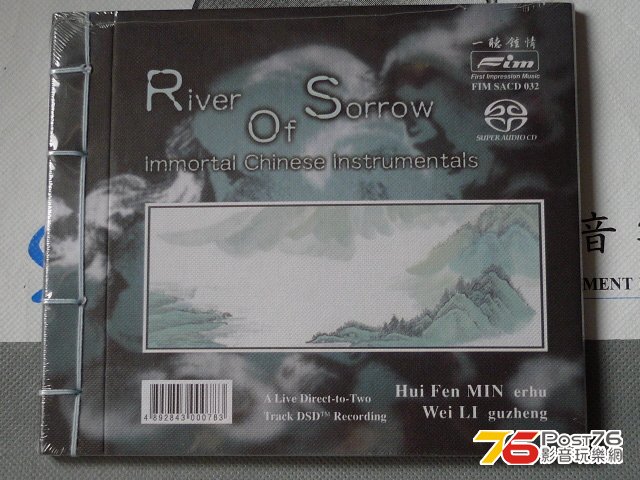 River Of Sorrow
Immortal Chinese Instrumentals
一聽鍾情
Fim
First Impression Music
FIM SACD 032
SUPER AUDIO CD
音
MENT
A Live Direct-to-Two
Track DSD™ Recording
Hui Fen MIN erhu
Wei LI guzheng
4 892843 000783
76 Post76
影音玩樂網